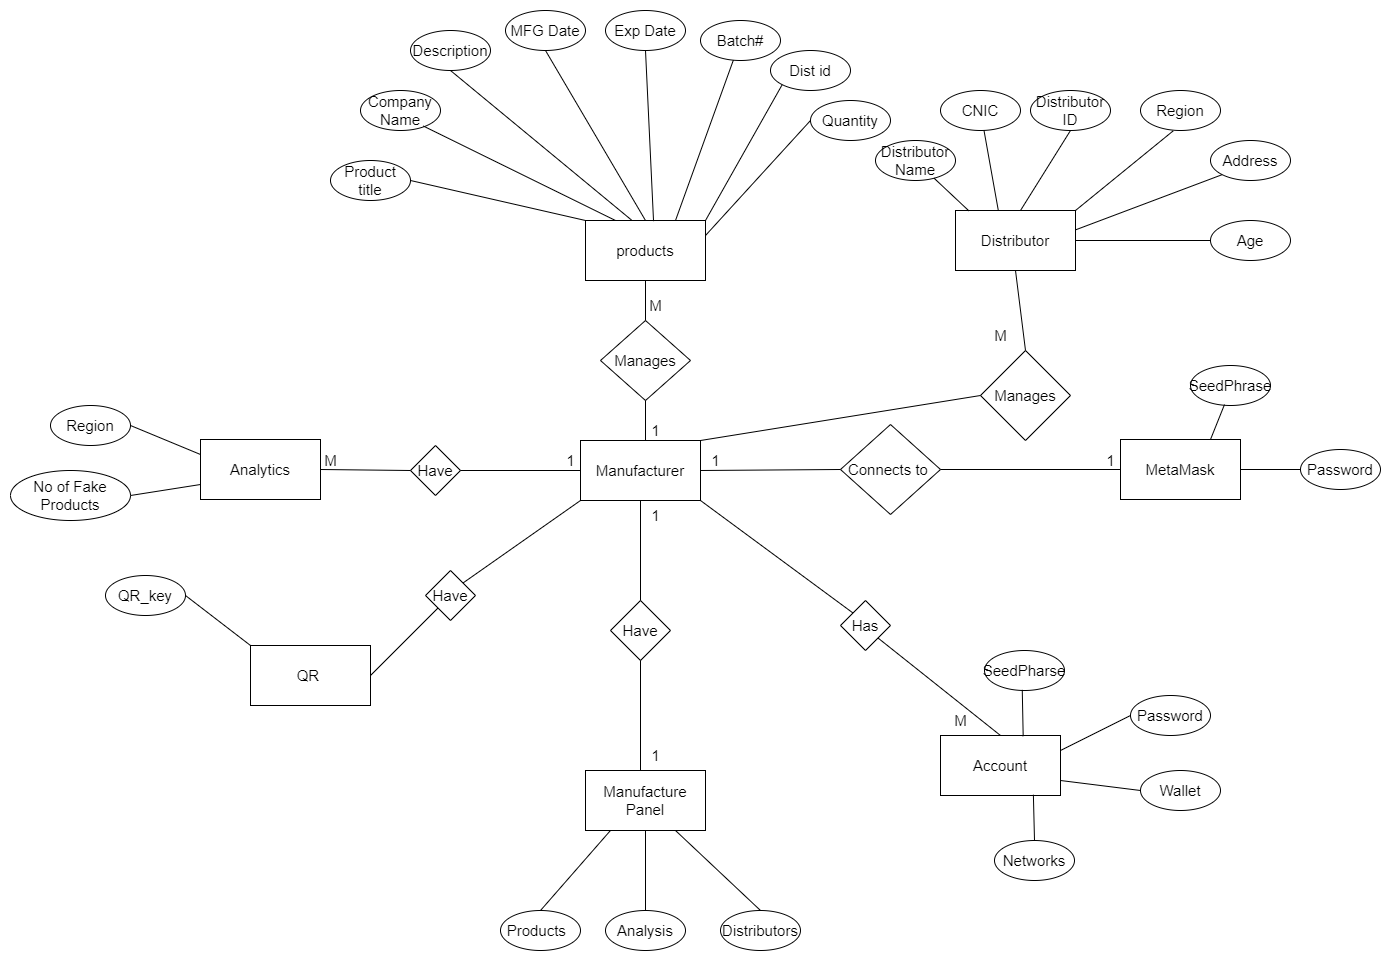 MFG Date
Exp Date
Batch#
Description
Dist id
Company
Name
Quantity
Product
title
products
CNIC
Distributor
ID
Region
Distributor
Name
Address
Age
Distributor
M
Manages
1
M
Manages
SeedPhrase
Region
No of Fake
Products
Analytics
M
Have
1
Manufacturer
1
Connects to
1
MetaMask
Password
1
QR_key
Have
QR
Have
Has
1
Manufacture
Panel
Products
Analysis
Distributors
M
SeedPharse
Password
Account
Wallet
Networks